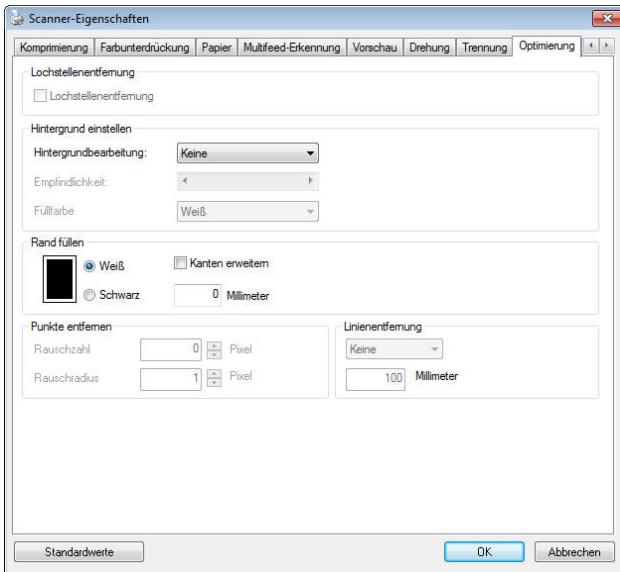 Scanner-Eigenschaften
Komprimierung Farbunterdrückung Papier Multifeed-Erkennung Vorschau Drehung Trennung Optimierung
Lochstellenentfernung
Lochstellenentfernung
Hintergrund einstellen
Hintergrundbearbeitung: Keine
Empfindlichkeit:
Füllfarbe Weiß
Rand füllen
Weiß Kanten erweitern
Schwarz 0 Millimeter
Punkte entfernen Linienentfernung
Rauschzahl 0 Pixel Keine
Rauschradius 1 Pixel 100 Millimeter
Standardwerte OK Abbrechen